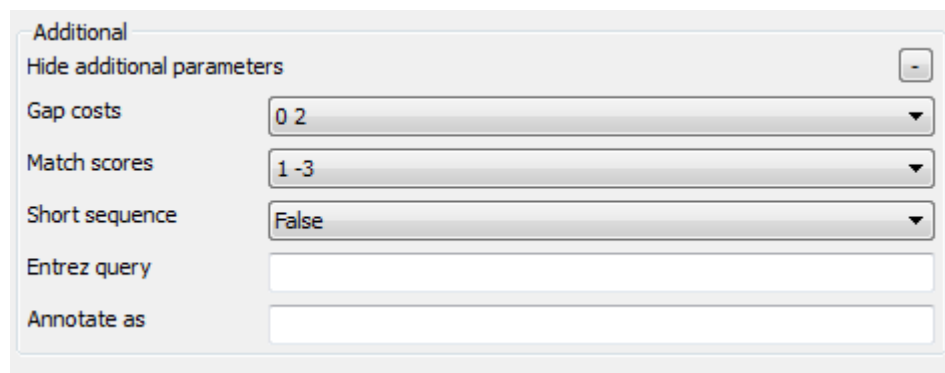 Additional
Hide additional parameters -
Gap costs 0 2
Match scores 1 -3
Short sequence False
Entrez query
Annotate as